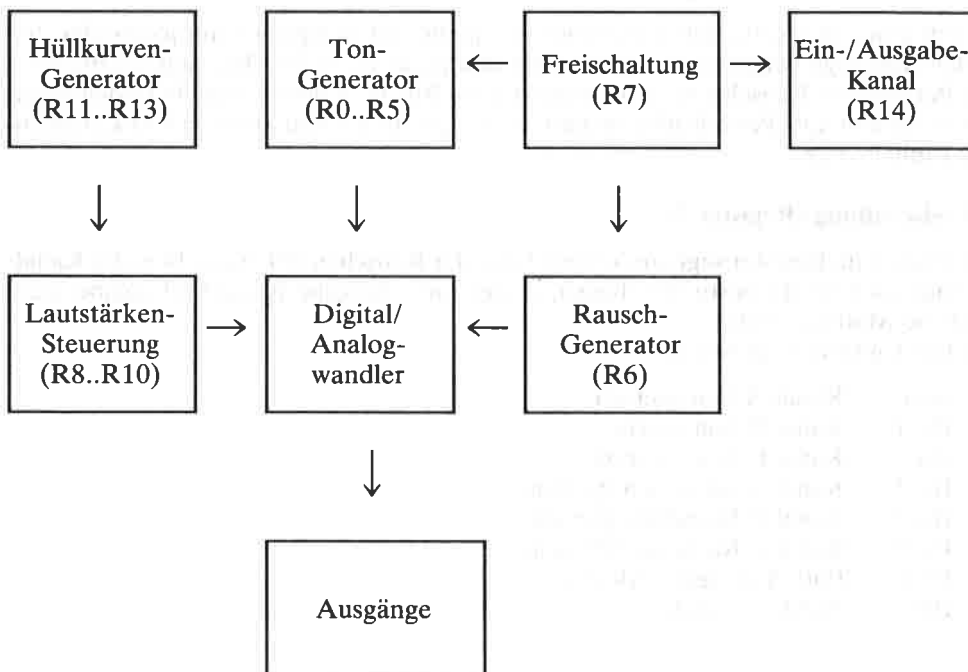 Hüllkurven-
Generator
(R11..R13)
Ton-
Generator
(R0..R5)
Freischaltung
(R7)
Ein-/Ausgabe-
Kanal
(R14)
Lautstärken-
Steuerung
(R8..R10)
Digital/
Analog-
wandler
Rausch-
Generator
(R6)
Ausgänge